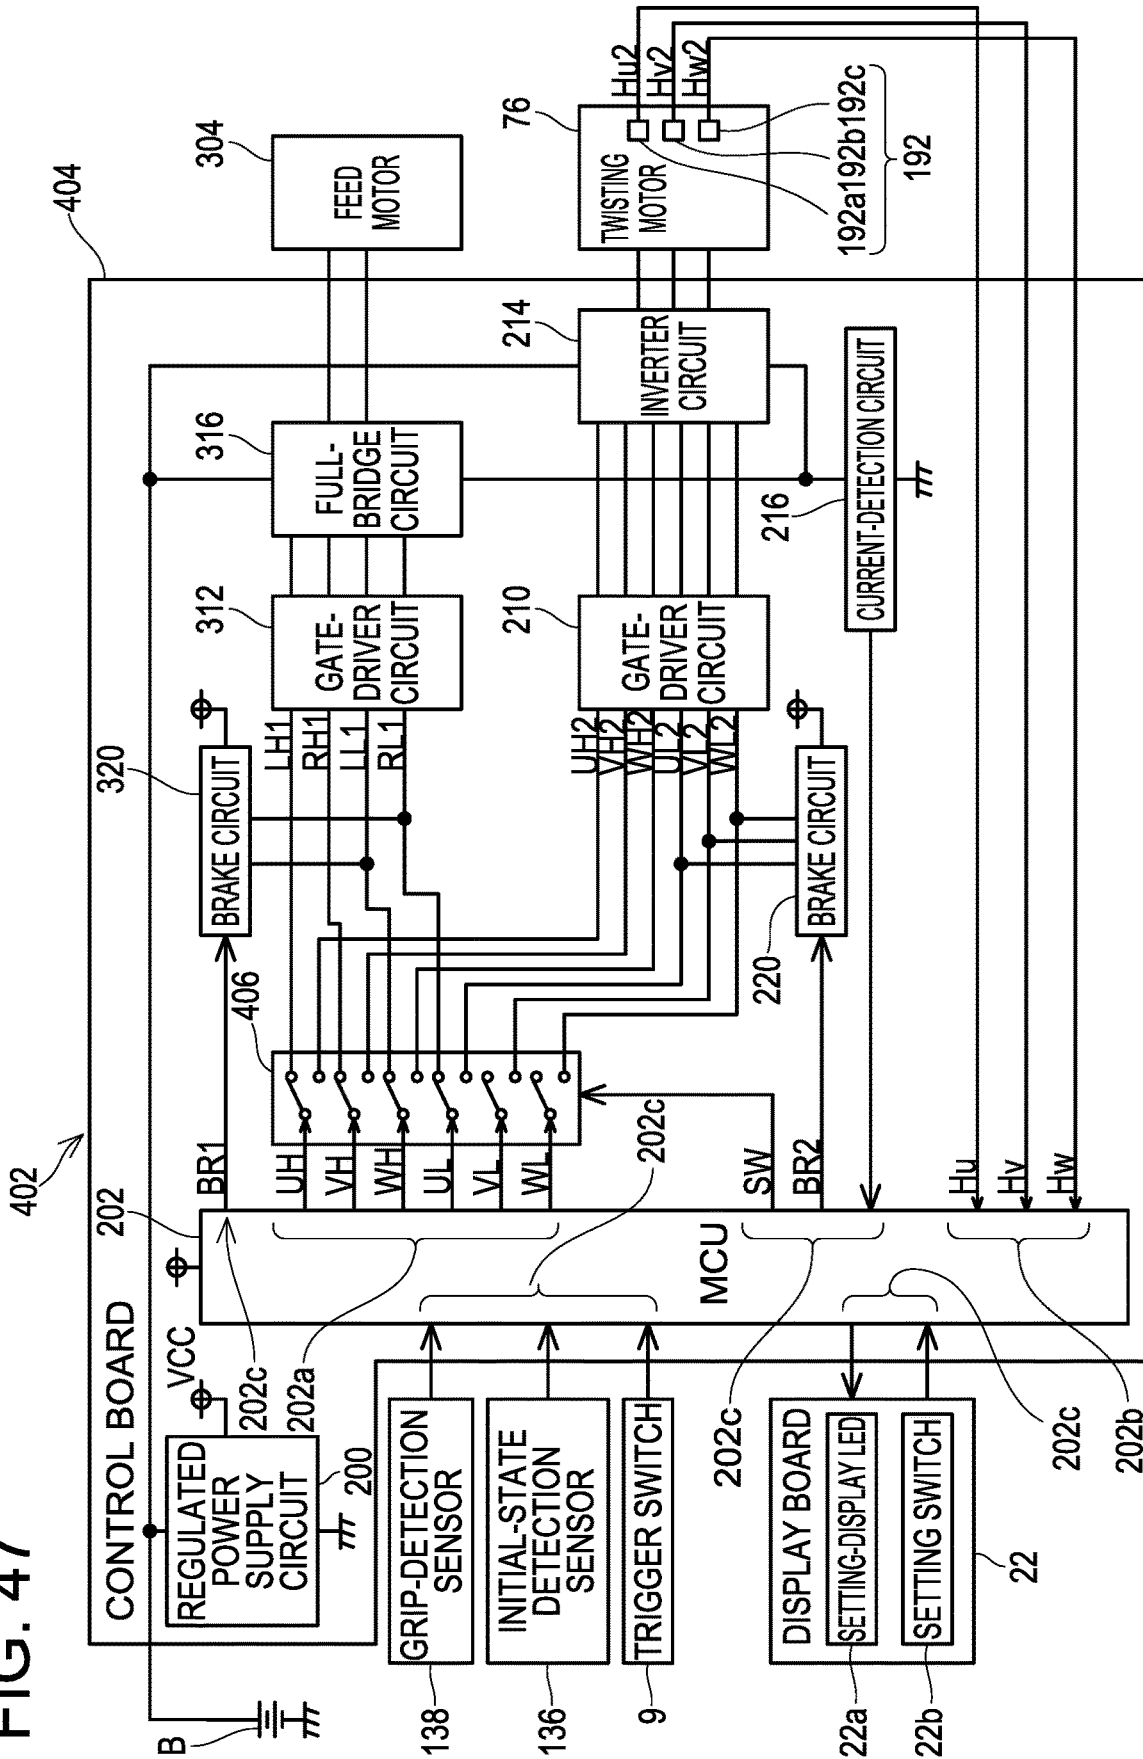 FIG. 47
402
404
CONTROL BOARD
B
REGULATED
POWER
SUPPLY
CIRCUIT
200
VCC
202
202c
202a
BR1
320
BRAKE CIRCUIT
406
UH
VH
WH
UL
VL
WL
LH1
RH1
LL1
RL1
312
GATE-
DRIVER
CIRCUIT
316
FULL-
BRIDGE
CIRCUIT
304
FEED
MOTOR
UH2
VH2
WH2
UL2
VL2
WL2
210
GATE-
DRIVER
CIRCUIT
214
INVERTER
CIRCUIT
76
TWISTING
MOTOR
Hu2
Hv2
Hw2
192a
192b
192c
192
138
GRIP-DETECTION
SENSOR
136
INITIAL-STATE
DETECTION
SENSOR
9
TRIGGER SWITCH
202c
MCU
SW
BR2
220
BRAKE CIRCUIT
216
CURRENT-DETECTION CIRCUIT
202c
DISPLAY BOARD
22a
SETTING-DISPLAY LED
22b
SETTING SWITCH
22
202c
202b
Hu
Hv
Hw